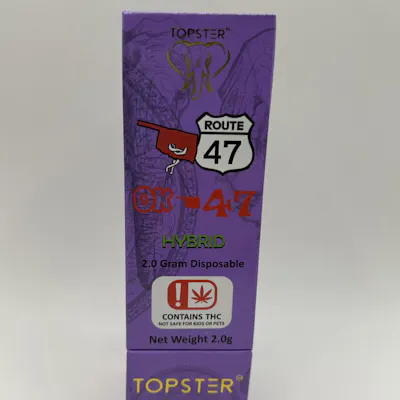 TOPSTER®
ROUTE
47
OK-47
HYBRID
2.0 Gram Disposable
CONTAINS THC
NOT SAFE FOR KIDS OR PETS
Net Weight 2.0g
TOPSTER®